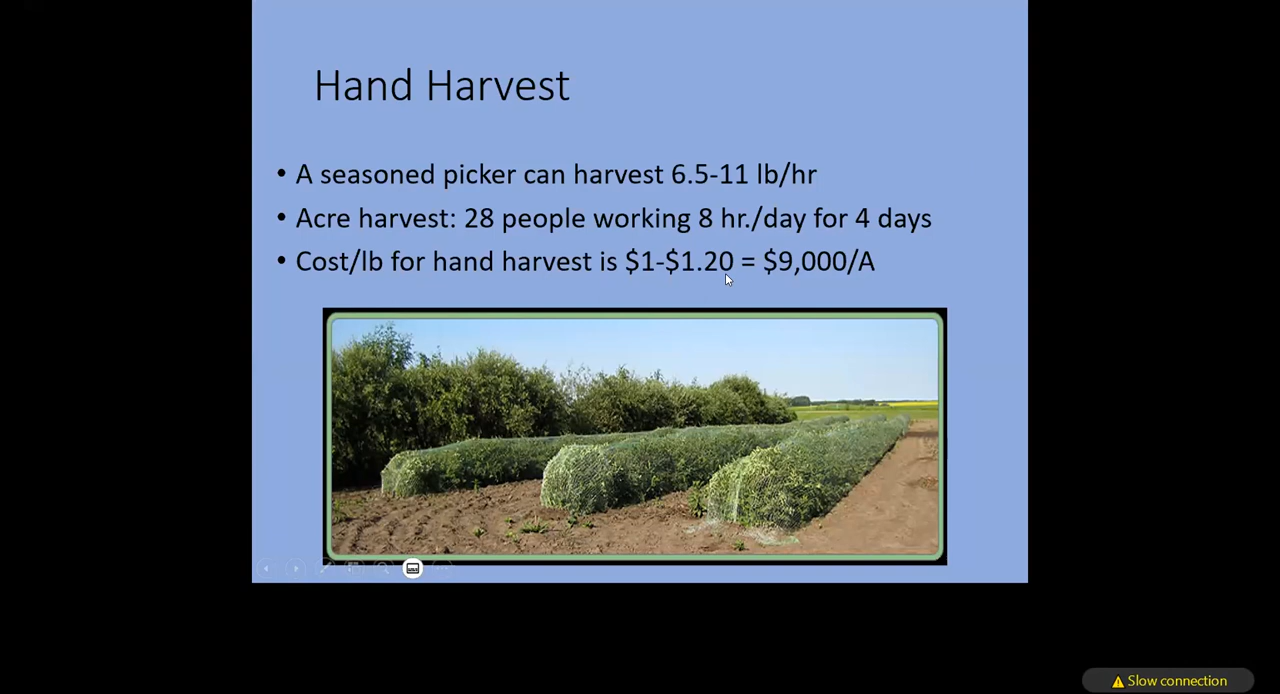 Hand Harvest
• A seasoned picker can harvest 6.5-11 lb/hr
• Acre harvest: 28 people working 8 hr./day for 4 days
• Cost/lb for hand harvest is $1-$1.20 = $9,000/A
Slow connection